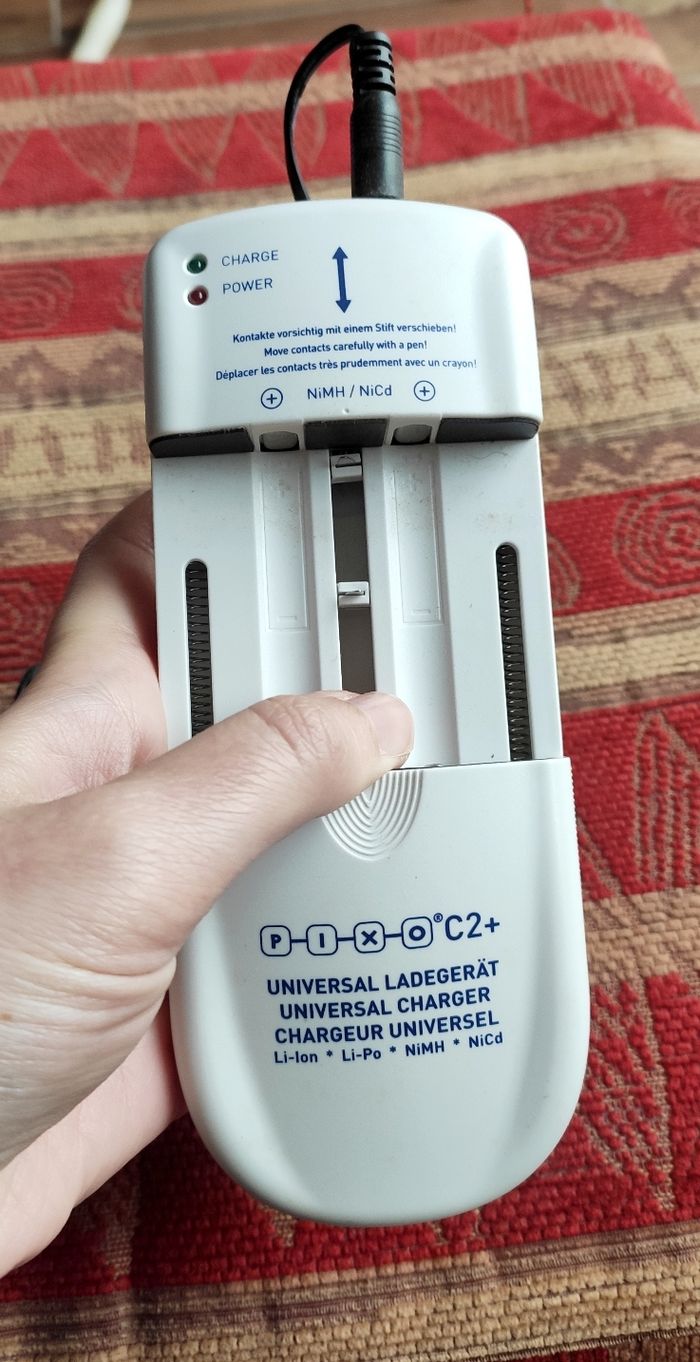 CHARGE
POWER
Kontakte vorsichtig mit einem Stift verschieben!
Move contacts carefully with a pen!
Déplacer les contacts très prudemment avec un crayon!
+ NiMH / NiCd +
PIXO® C2+
UNIVERSAL LADEGERÄT
UNIVERSAL CHARGER
CHARGEUR UNIVERSEL
Li-Ion * Li-Po * NiMH * NiCd